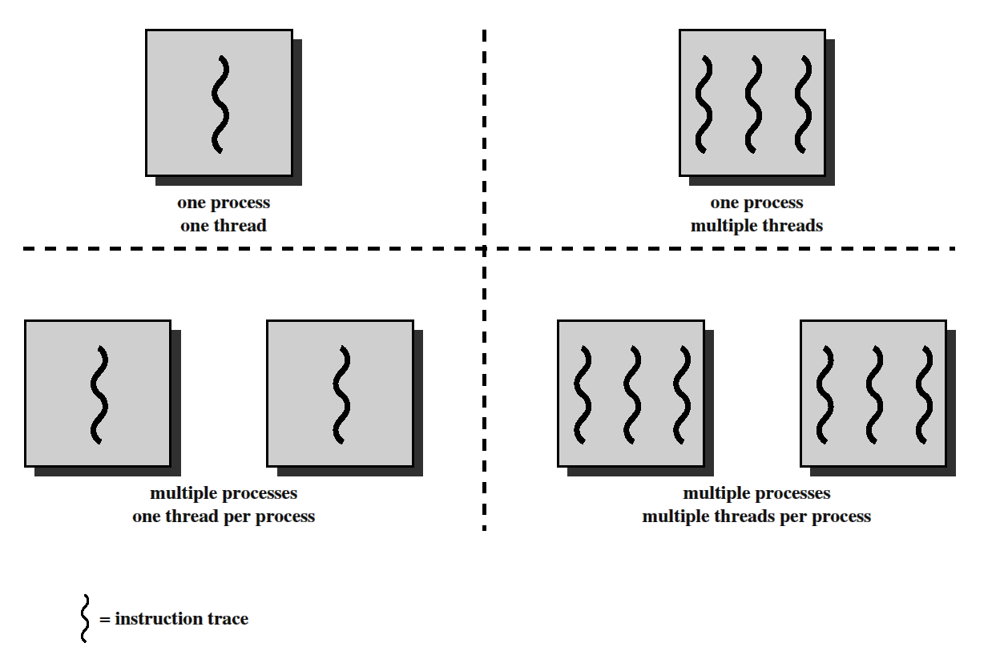 one process
one thread
one process
multiple threads
multiple processes
one thread per process
multiple processes
multiple threads per process
= instruction trace